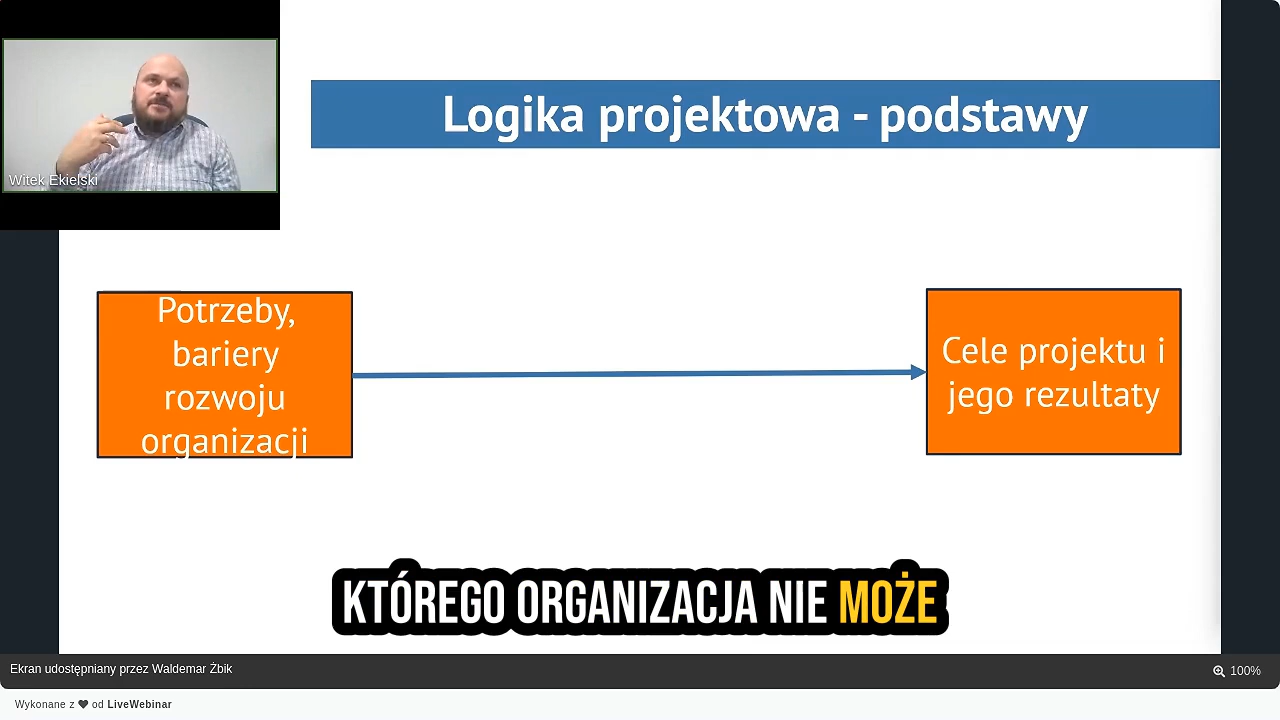 Witek Ekielski
Logika projektowa - podstawy
Potrzeby,
bariery
rozwoju
organizacji
Cele projektu i
jego rezultaty
KTÓREGO ORGANIZACJA NIE MOŻE
Ekran udostępniany przez Waldemar Żbik
100%
Wykonane z ❤ od LiveWebinar